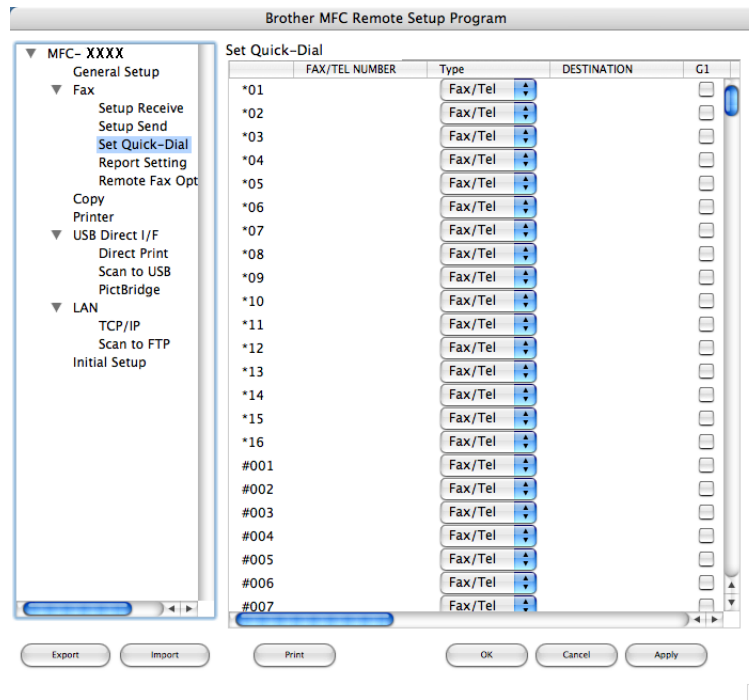 Brother MFC Remote Setup Program
MFC- XXXX
General Setup
Fax
Setup Receive
Setup Send
Set Quick-Dial
Report Setting
Remote Fax Opt
Copy
Printer
USB Direct I/F
Direct Print
Scan to USB
PictBridge
LAN
TCP/IP
Scan to FTP
Initial Setup
Set Quick-Dial
FAX/TEL NUMBER Type DESTINATION G1
*01 Fax/Tel
*02 Fax/Tel
*03 Fax/Tel
*04 Fax/Tel
*05 Fax/Tel
*06 Fax/Tel
*07 Fax/Tel
*08 Fax/Tel
*09 Fax/Tel
*10 Fax/Tel
*11 Fax/Tel
*12 Fax/Tel
*13 Fax/Tel
*14 Fax/Tel
*15 Fax/Tel
*16 Fax/Tel
#001 Fax/Tel
#002 Fax/Tel
#003 Fax/Tel
#004 Fax/Tel
#005 Fax/Tel
#006 Fax/Tel
#007 Fax/Tel
Export Import Print OK Cancel Apply